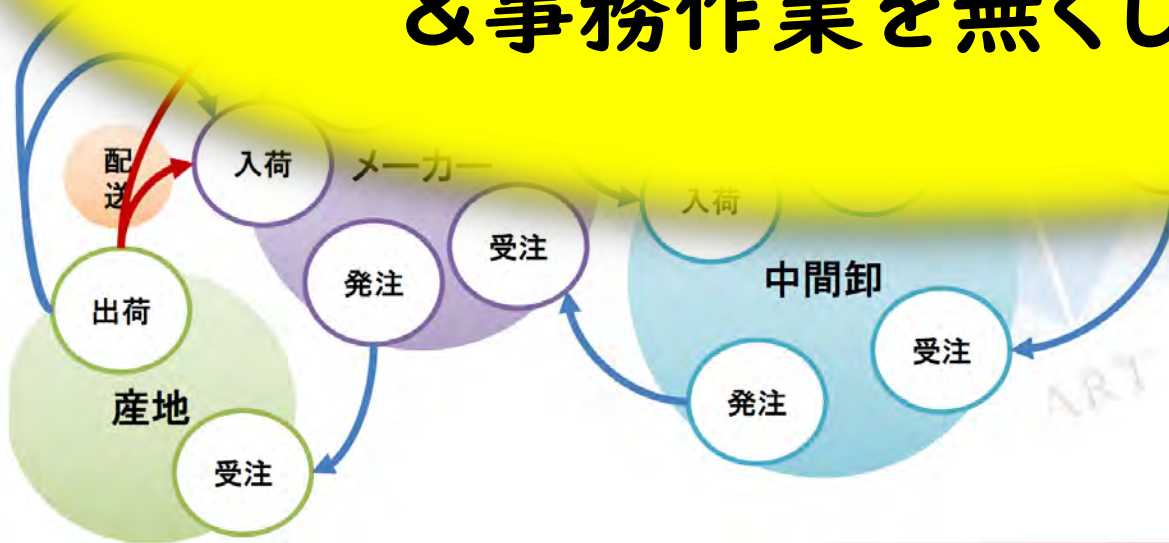 &事務作業を無くし
配
送
入荷
メーカー
入荷
受注
発注
中間卸
出荷
受注
産地
発注
受注
ART